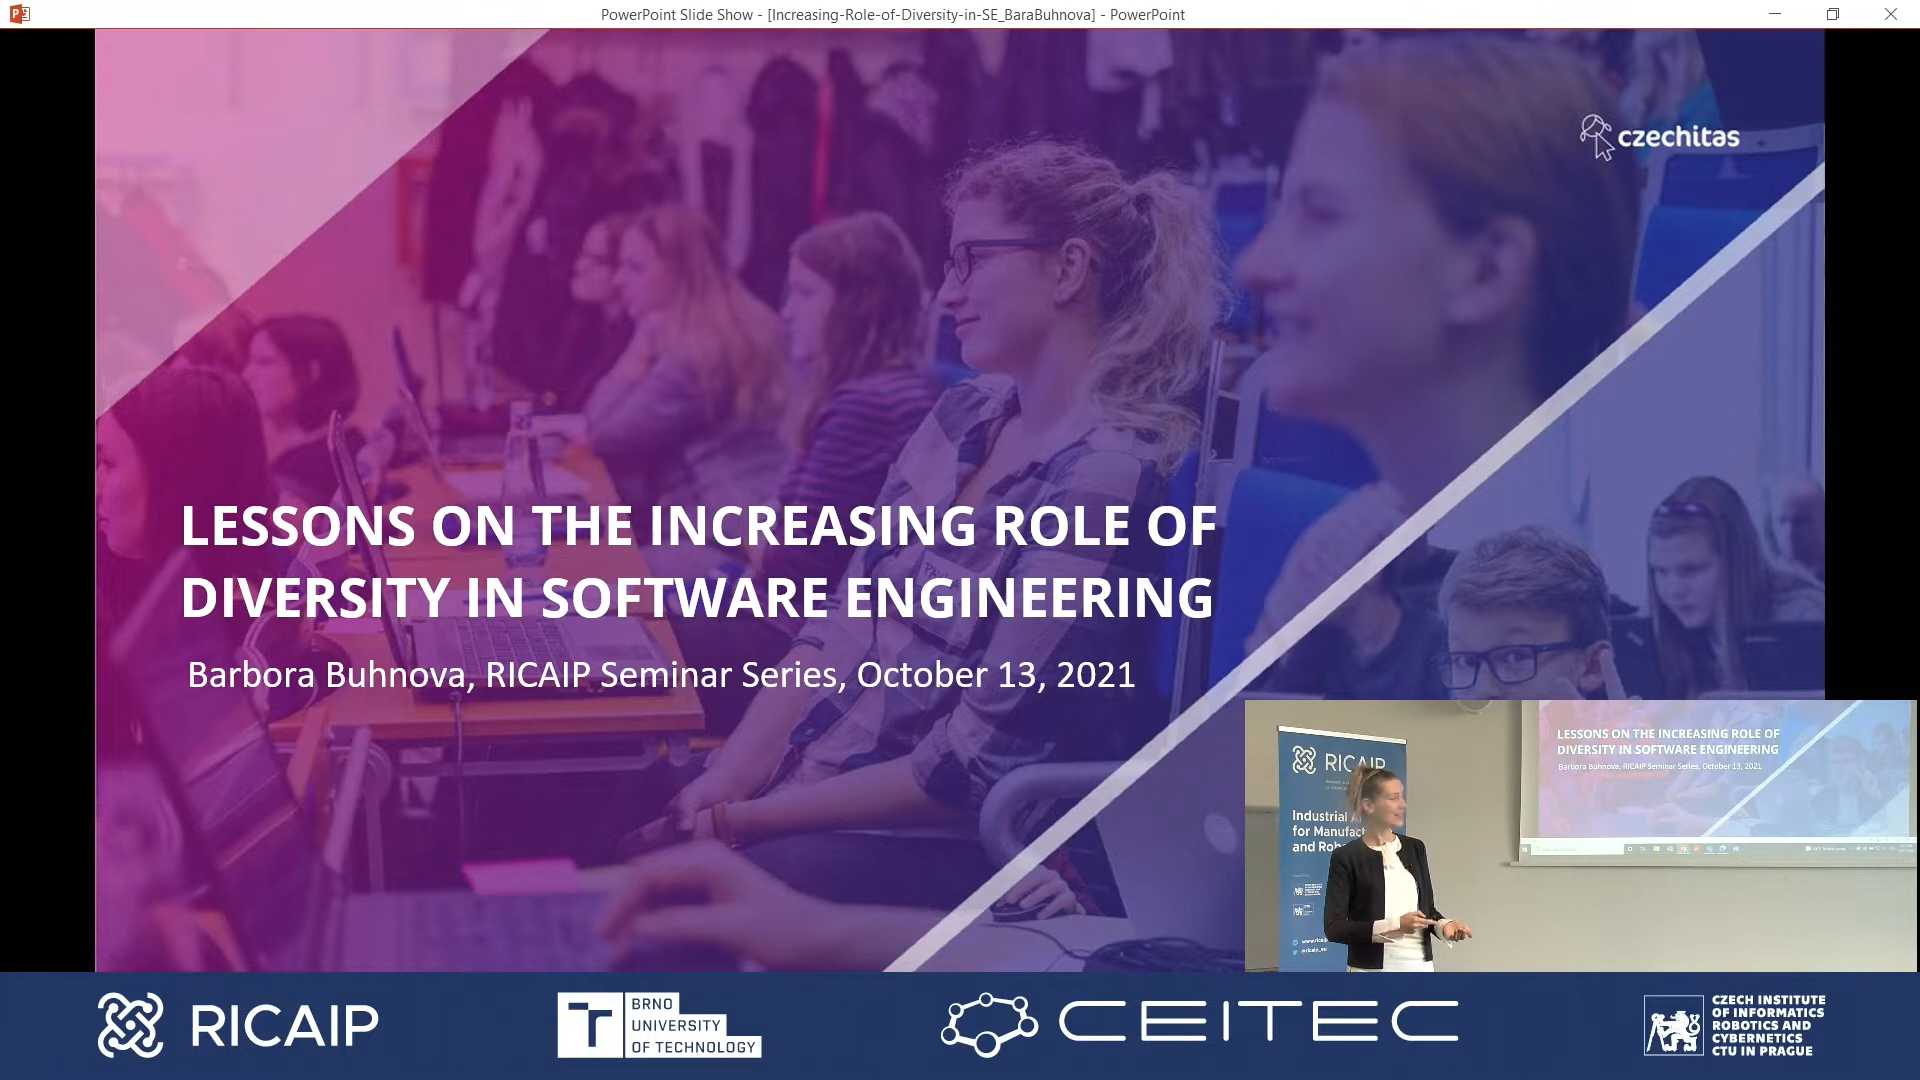 PowerPoint Slide Show - [Increasing-Role-of-Diversity-in-SE_BaraBuhnova] - PowerPoint
czechitas
LESSONS ON THE INCREASING ROLE OF
DIVERSITY IN SOFTWARE ENGINEERING
Barbora Buhnova, RICAIP Seminar Series, October 13, 2021
RICAIP
Industrial
for Manufac
and Rob
LESSONS ON THE INCREASING ROLE OF
DIVERSITY IN SOFTWARE ENGINEERING
Barbora Buhnova, RICAIP Seminar Series, October 13, 2021
RICAIP
BRNO
UNIVERSITY
OF TECHNOLOGY
CEITEC
CZECH INSTITUTE
OF INFORMATICS
ROBOTICS AND
CYBERNETICS
CTU IN PRAGUE